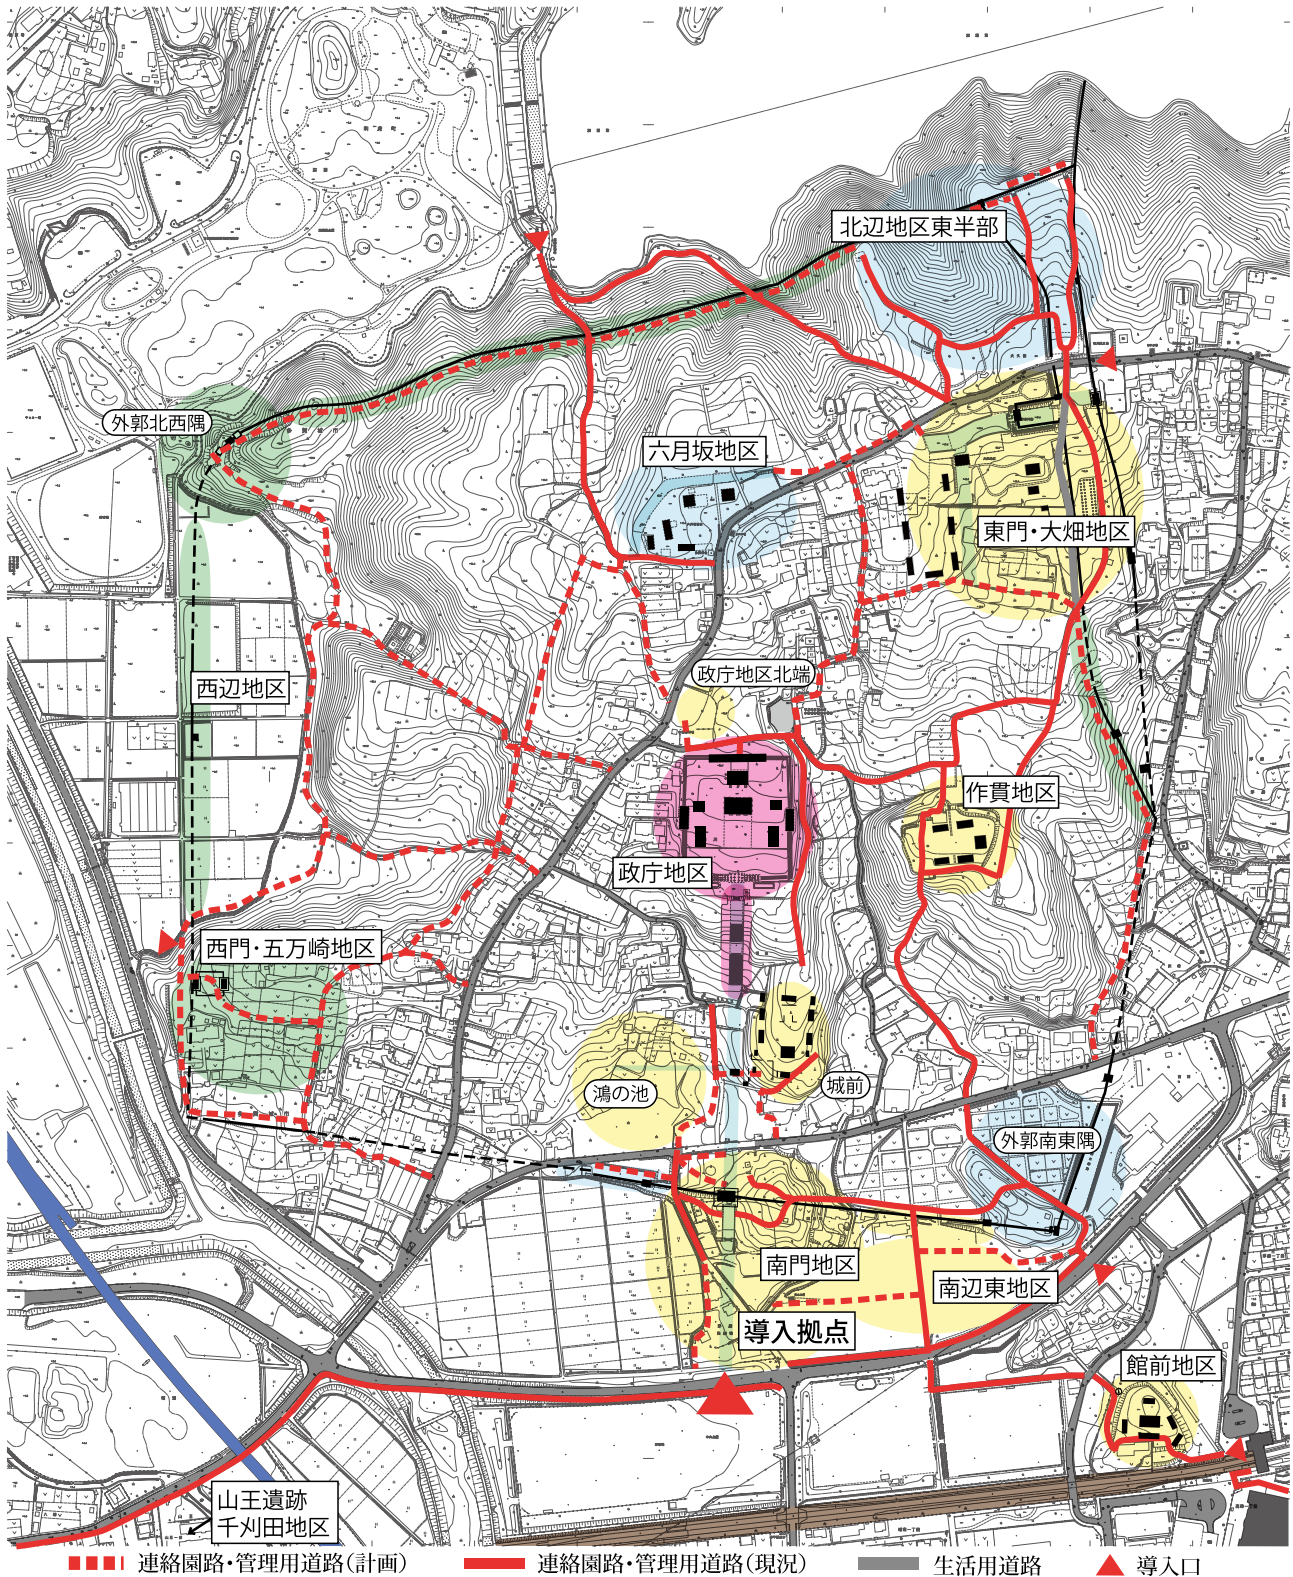 北辺地区東半部
外郭北西隅
六月坂地区
東門・大畑地区
政庁地区北端
西辺地区
作貫地区
政庁地区
西門・五万崎地区
鴻の池
城前
外郭南東隅
南門地区
南辺東地区
導入拠点
館前地区
山王遺跡
千刈田地区
連絡園路・管理用道路(計画)
連絡園路・管理用道路(現況)
生活用道路
導入口